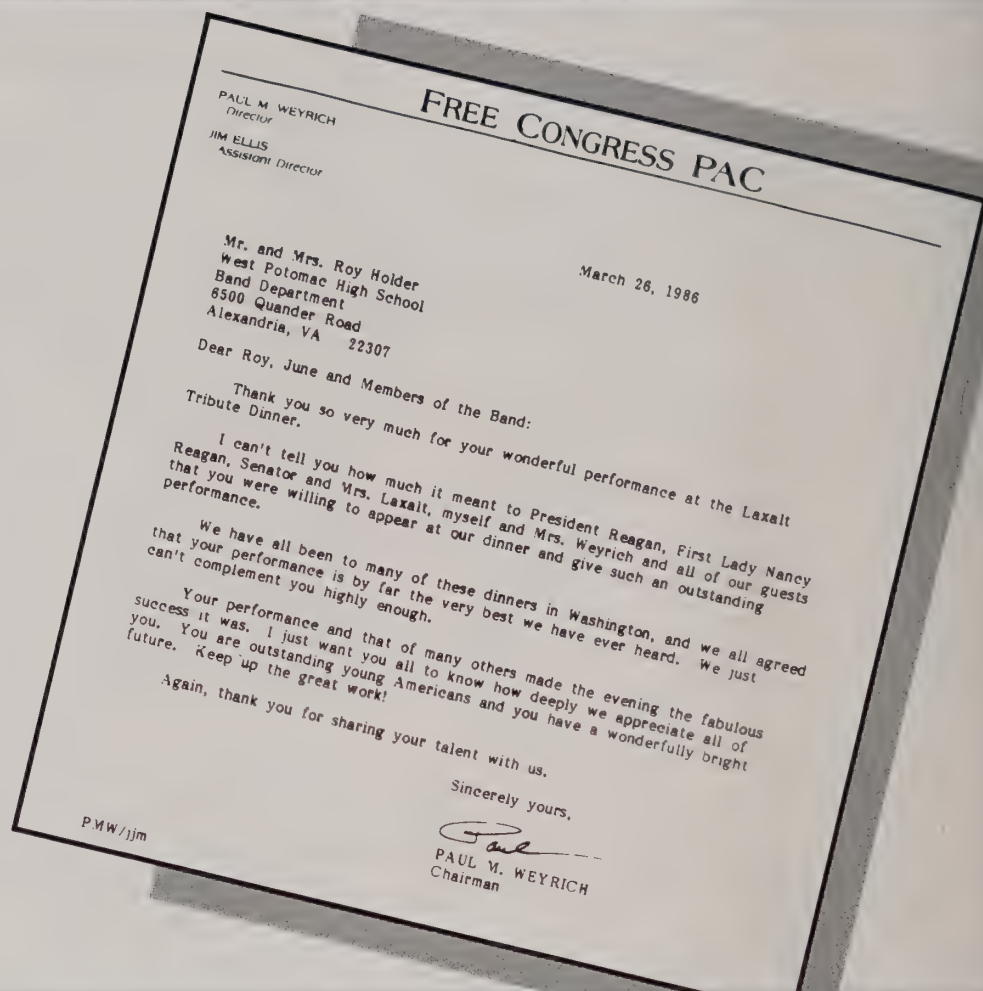 FREE CONGRESS PAC
PAUL M. WEYRICH
Director
JIM ELLIS
Assistant Director
March 26, 1986
Mr. and Mrs. Roy Holder
West Potomac High School
Band Department
6500 Quander Road
Alexandria, VA 22307
Dear Roy, June and Members of the Band:
Thank you so very much for your wonderful performance at the Laxalt
Tribute Dinner.
I can't tell you how much it meant to President Reagan, First Lady Nancy
Reagan, Senator and Mrs. Laxalt, myself and Mrs. Weyrich and all of our guests
that you were willing to appear at our dinner and give such an outstanding
performance.
We have all been to many of these dinners in Washington, and we all agreed
that your performance is by far the very best we have ever heard. We just
can't complement you highly enough.
Your performance and that of many others made the evening the fabulous
success it was. I just want you all to know how deeply we appreciate all of
you. You are outstanding young Americans and you have a wonderfully bright
future. Keep up the great work!
Again, thank you for sharing your talent with us.
Sincerely yours,
Paul
PAUL M. WEYRICH
Chairman
PMW/jjm